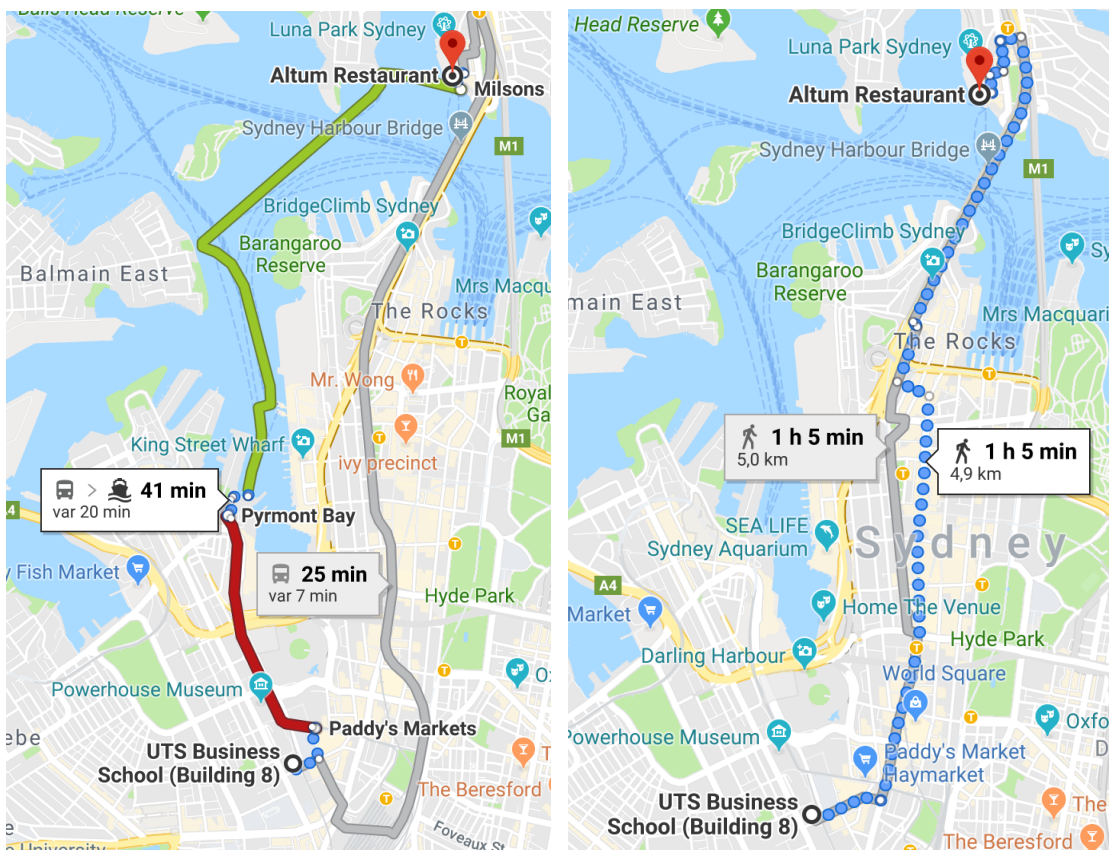 Balls Head Reserve
Luna Park Sydney
Altum Restaurant
Milsons
Sydney Harbour Bridge
M1
BridgeClimb Sydney
Barangaroo
Reserve
Balmain East
Mrs Macqu
The Rocks
T
Mr. Wong
Royal
Ga
M1
King Street Wharf
T
ivy precinct
41 min
var 20 min
Pyrmont Bay
A4
T
y Fish Market
25 min
var 7 min
Hyde Park
T
Powerhouse Museum
Ox
Paddy's Markets
ebe
UTS Business
School (Building 8)
T
The Beresford
Foveaux St
e University
Head Reserve
T
Luna Park Sydney
Altum Restaurant
Sydney Harbour Bridge
M1
BridgeClimb Sydney
Sy
Barangaroo
Reserve
main East
Mrs Macquari
The Rocks
T
1 h 5 min
5,0 km
1 h 5 min
4,9 km
T
SEA LIFE
Sydney Aquarium
Sydney
A4
T
Market
Home The Venue
Hyde Park
T
Darling Harbour
World Square
T
Oxfo
Powerhouse Museum
D
Paddy's Market
Haymarket
UTS Business
School (Building 8)
The
The Beresford